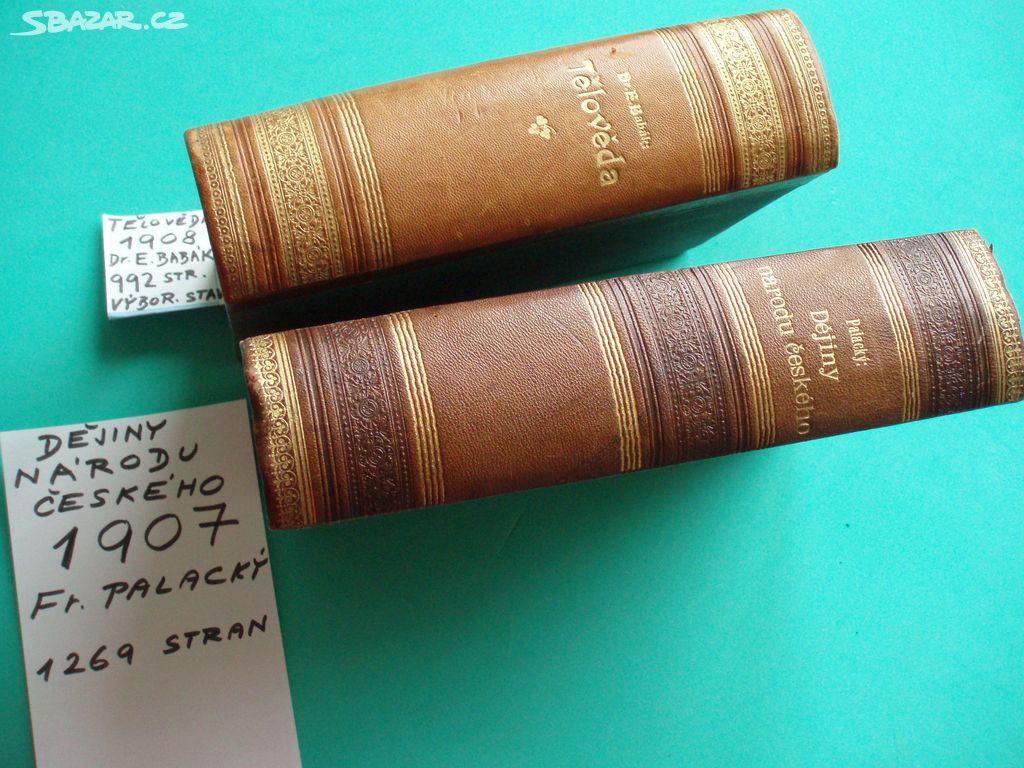 SBAZAR.CZ
Dr. E. Babák:
Tělověda
TĚLOVĚDA
1908
Dr. E. BABÁK
992 STR.
VÝBOR. STAV
Palacký:
Dějiny
národu českého
DĚJINY
NÁRODU
ČESKÉHO
1907
Fr. PALACKÝ
1269 STRAN